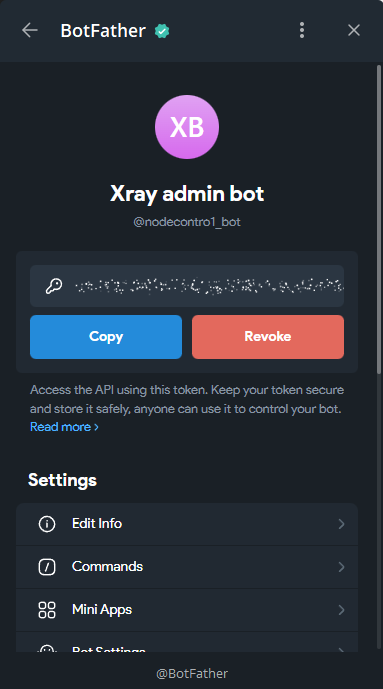 BotFather
XB
Xray admin bot
@nodecontro1_bot
Copy
Revoke
Access the API using this token. Keep your token secure
and store it safely, anyone can use it to control your bot.
Read more ›
Settings
Edit Info
Commands
Mini Apps
Bot Settings
@BotFather